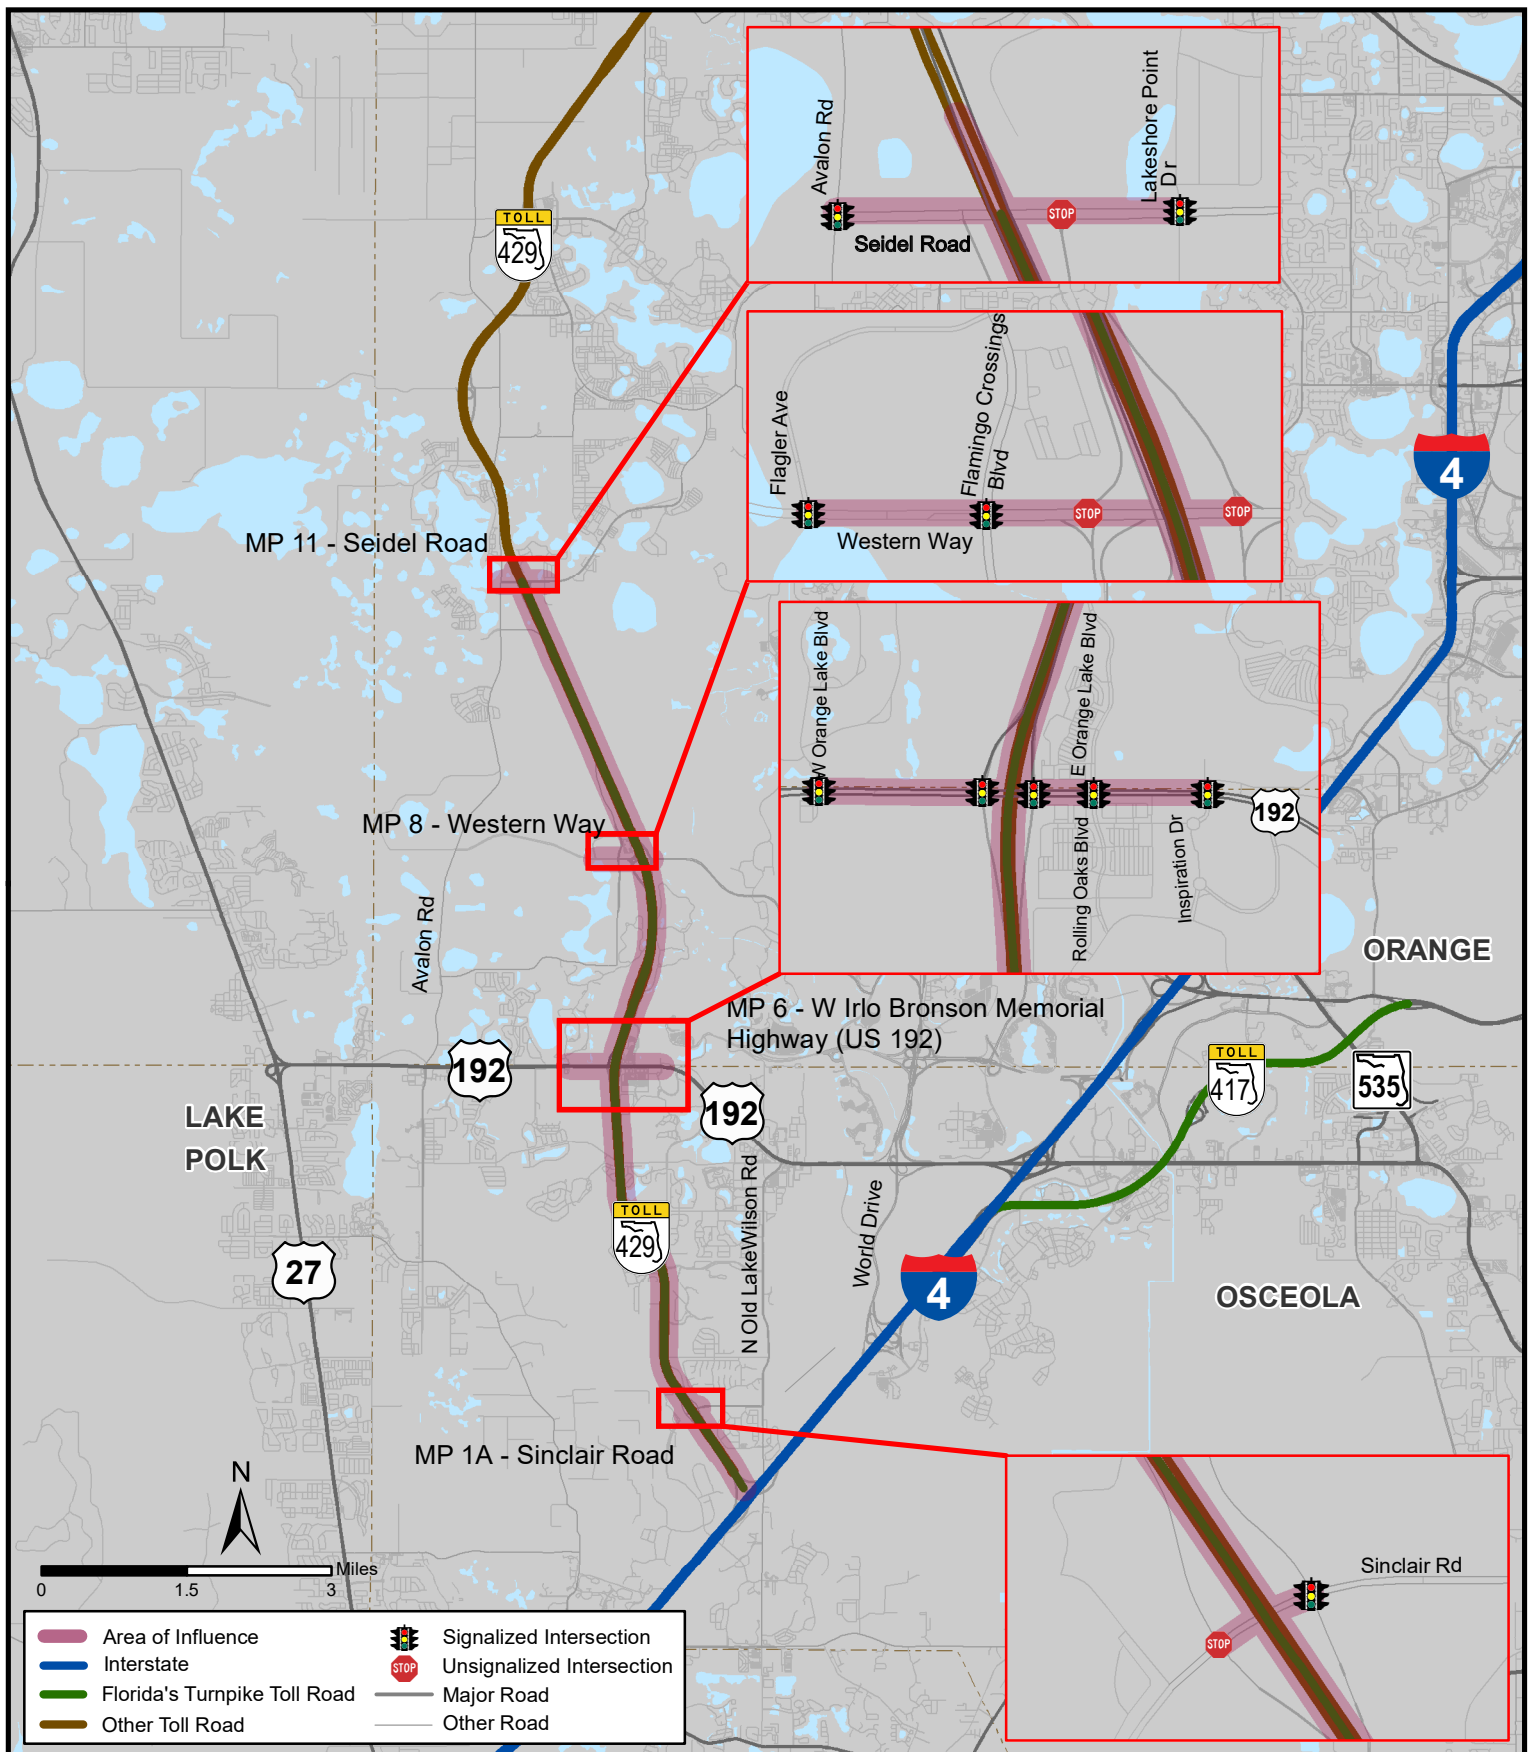 Avalon Rd
Lakeshore Point
Dr
STOP
Seidel Road
TOLL
429
Flagler Ave
Flamingo Crossings
Blvd
STOP
STOP
Western Way
4
MP 11 - Seidel Road
W Orange Lake Blvd
E Orange Lake Blvd
192
Rolling Oaks Blvd
Inspiration Dr
MP 8 - Western Way
Avalon Rd
ORANGE
MP 6 - W Irlo Bronson Memorial
Highway (US 192)
192
192
TOLL
417
535
LAKE
POLK
N Old LakeWilson Rd
World Drive
TOLL
429
27
4
OSCEOLA
MP 1A - Sinclair Road
N
Miles
0 1.5 3
Sinclair Rd
STOP
Area of Influence
Interstate
Florida's Turnpike Toll Road
Other Toll Road
Signalized Intersection
STOP Unsignalized Intersection
Major Road
Other Road